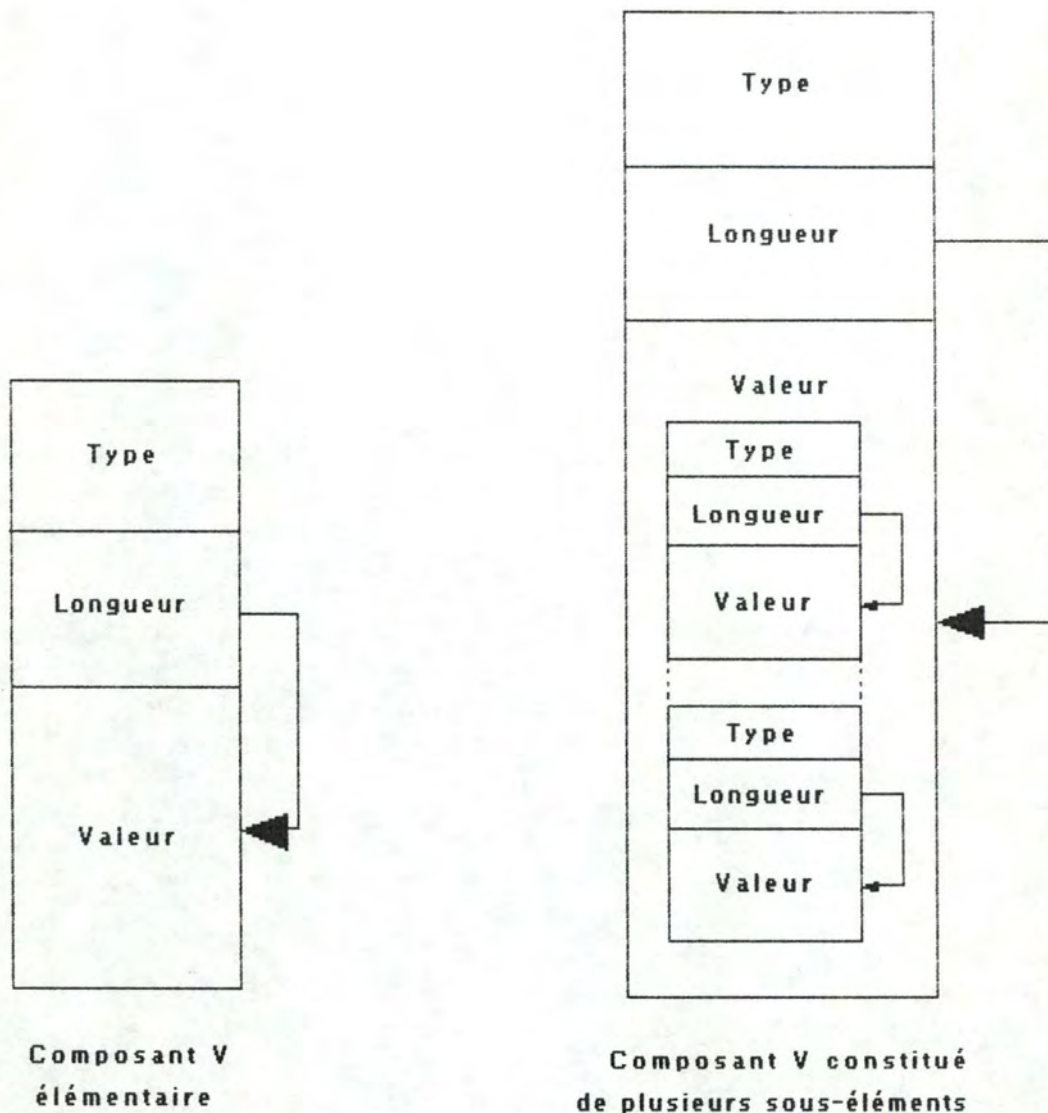 Type
Longueur
Valeur
Composant V
élémentaire
Type
Longueur
Valeur
Type
Longueur
Valeur
Type
Longueur
Valeur
Composant V constitué
de plusieurs sous-éléments